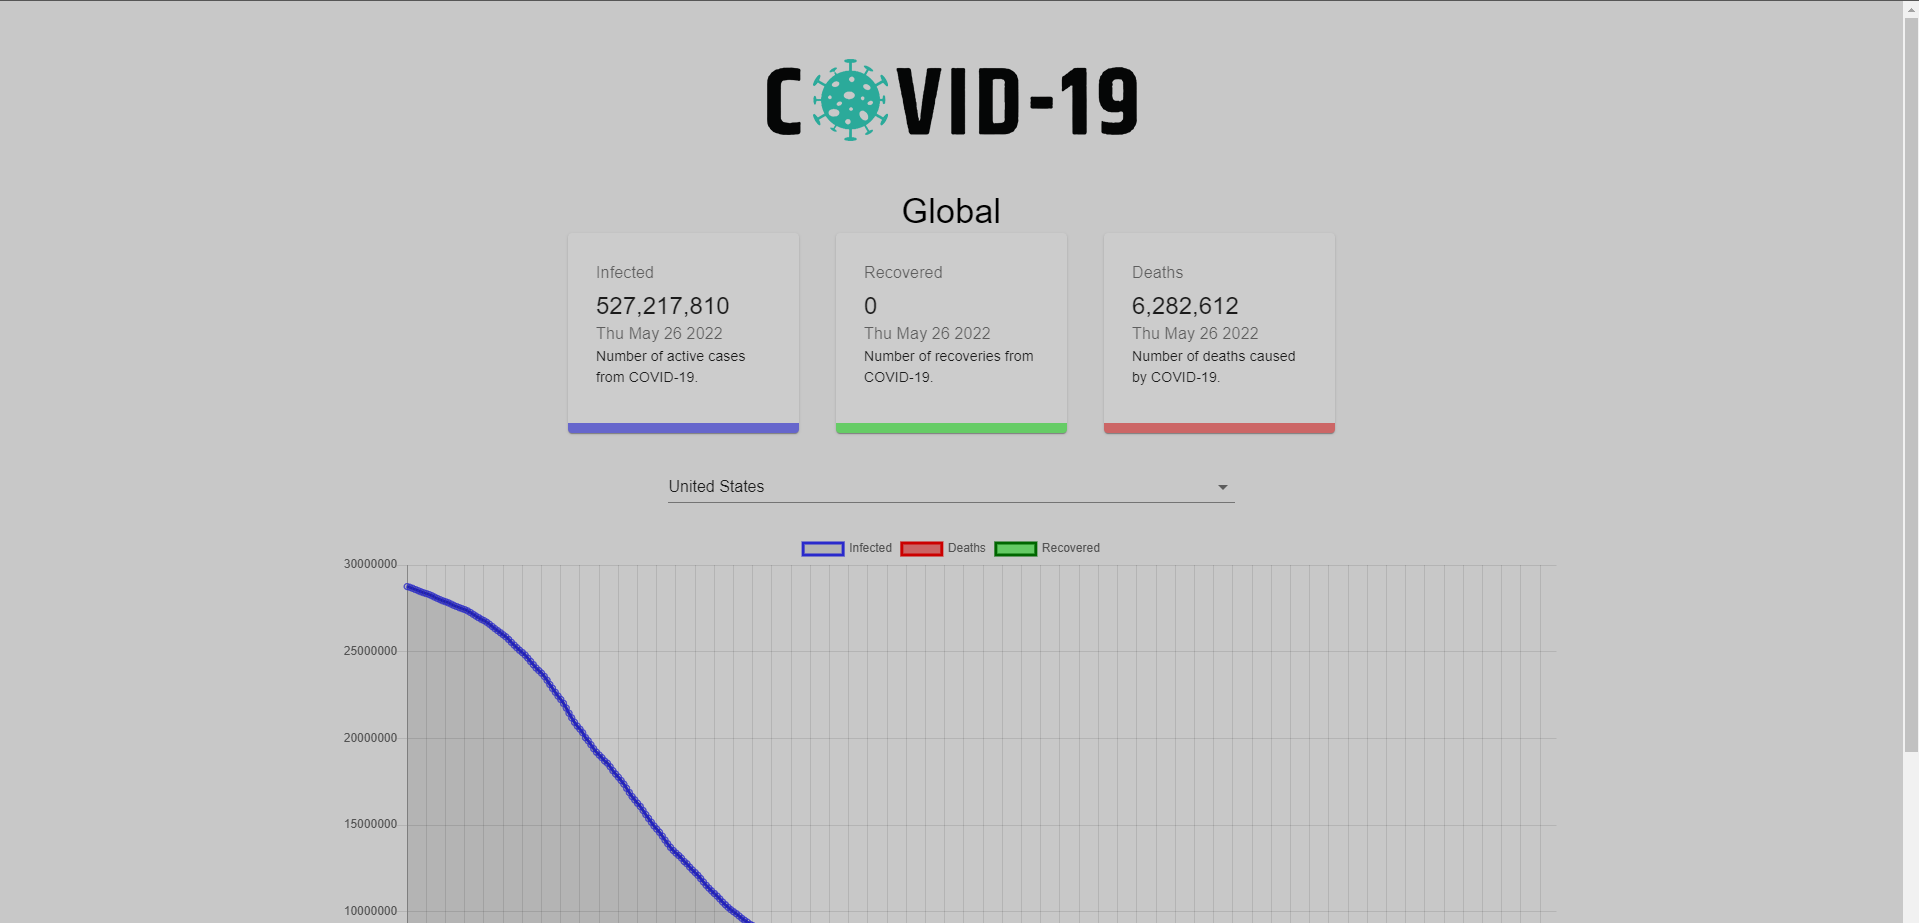 COVID-19
Global
Infected
527,217,810
Thu May 26 2022
Number of active cases
from COVID-19.
Recovered
0
Thu May 26 2022
Number of recoveries from
COVID-19.
Deaths
6,282,612
Thu May 26 2022
Number of deaths caused
by COVID-19.
United States
Infected Deaths Recovered
30000000
25000000
20000000
15000000
10000000